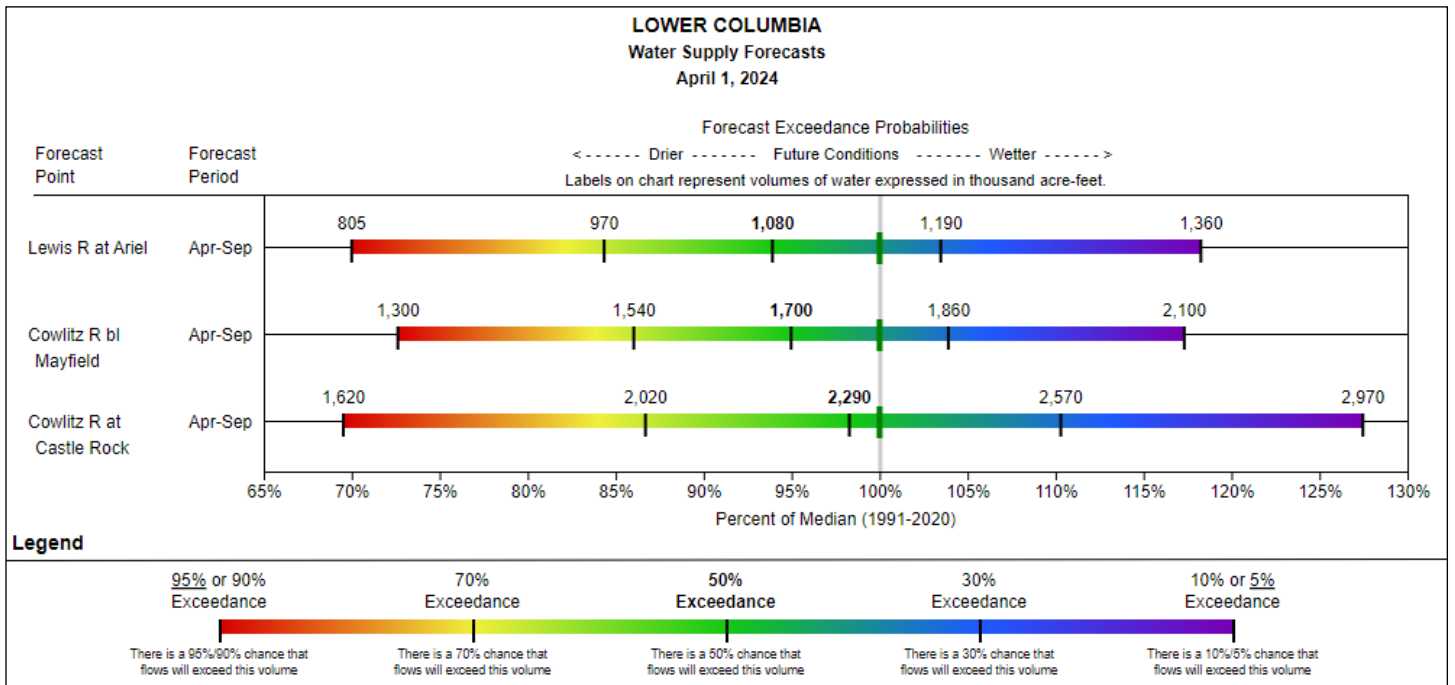 LOWER COLUMBIA
Water Supply Forecasts
April 1, 2024
Forecast Exceedance Probabilities
Forecast
Point
Forecast
Period
<------ Drier ------- Future Conditions ------- Wetter ------>
Labels on chart represent volumes of water expressed in thousand acre-feet.
805 970 1,080 1,190 1,360
Lewis R at Ariel Apr-Sep
1,300 1,540 1,700 1,860 2,100
Cowlitz R bl Apr-Sep
Mayfield
1,620 2,020 2,290 2,570 2,970
Cowlitz R at Apr-Sep
Castle Rock
65% 70% 75% 80% 85% 90% 95% 100% 105% 110% 115% 120% 125% 130%
Percent of Median (1991-2020)
Legend
95% or 90% 70% 50% 30% 10% or 5%
Exceedance Exceedance Exceedance Exceedance Exceedance
There is a 95%/90% chance that There is a 70% chance that There is a 50% chance that There is a 30% chance that There is a 10%/5% chance that
flows will exceed this volume flows will exceed this volume flows will exceed this volume flows will exceed this volume flows will exceed this volume